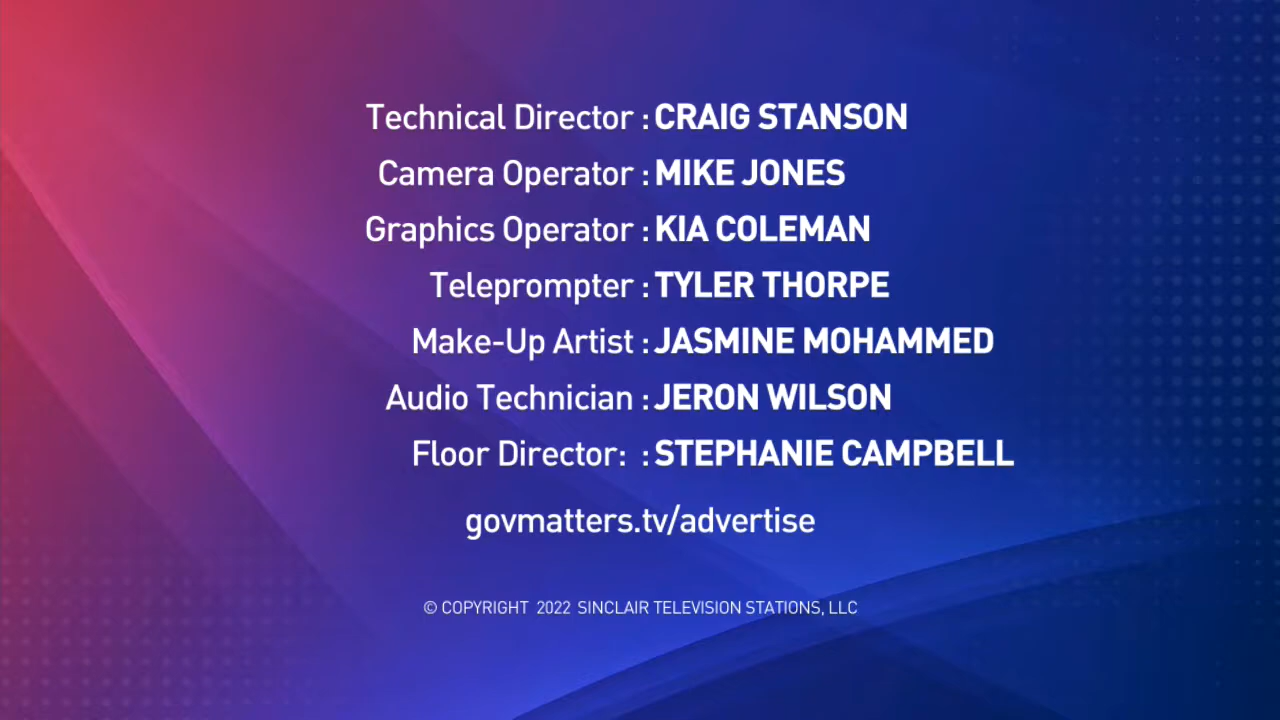 Technical Director : CRAIG STANSON
Camera Operator : MIKE JONES
Graphics Operator : KIA COLEMAN
Teleprompter : TYLER THORPE
Make-Up Artist : JASMINE MOHAMMED
Audio Technician : JERON WILSON
Floor Director: : STEPHANIE CAMPBELL
govmatters.tv/advertise
© COPYRIGHT 2022 SINCLAIR TELEVISION STATIONS, LLC